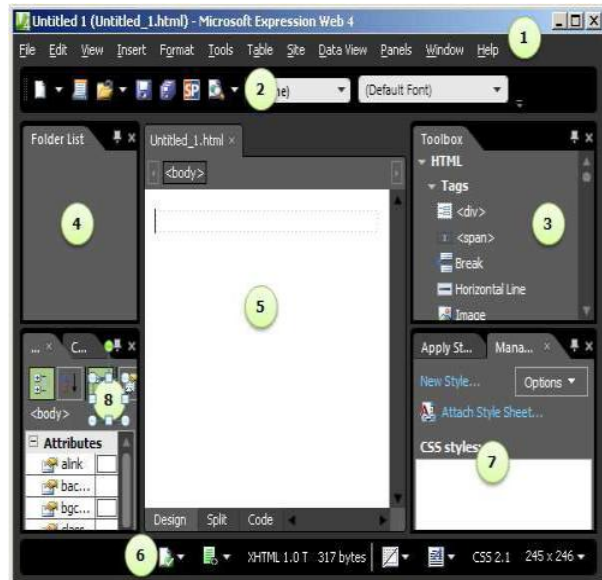 Untitled 1 (Untitled_1.html) - Microsoft Expression Web 4
File Edit View Insert Format Tools Table Site Data View Panels Window Help
1
SP 2 ne) (Default Font)
Folder List
4
Untitled_1.html ×
<body>
5
Toolbox
HTML
Tags
<div>
<span>
Break
Horizontal Line
Image
3
... × C...
8
<body>
Attributes
alink
bac...
bgc...
Design Split Code
Apply St... Mana... ×
New Style... Options
Attach Style Sheet...
CSS styles:
7
6 XHTML 1.0 T 317 bytes CSS 2.1 245 x 246